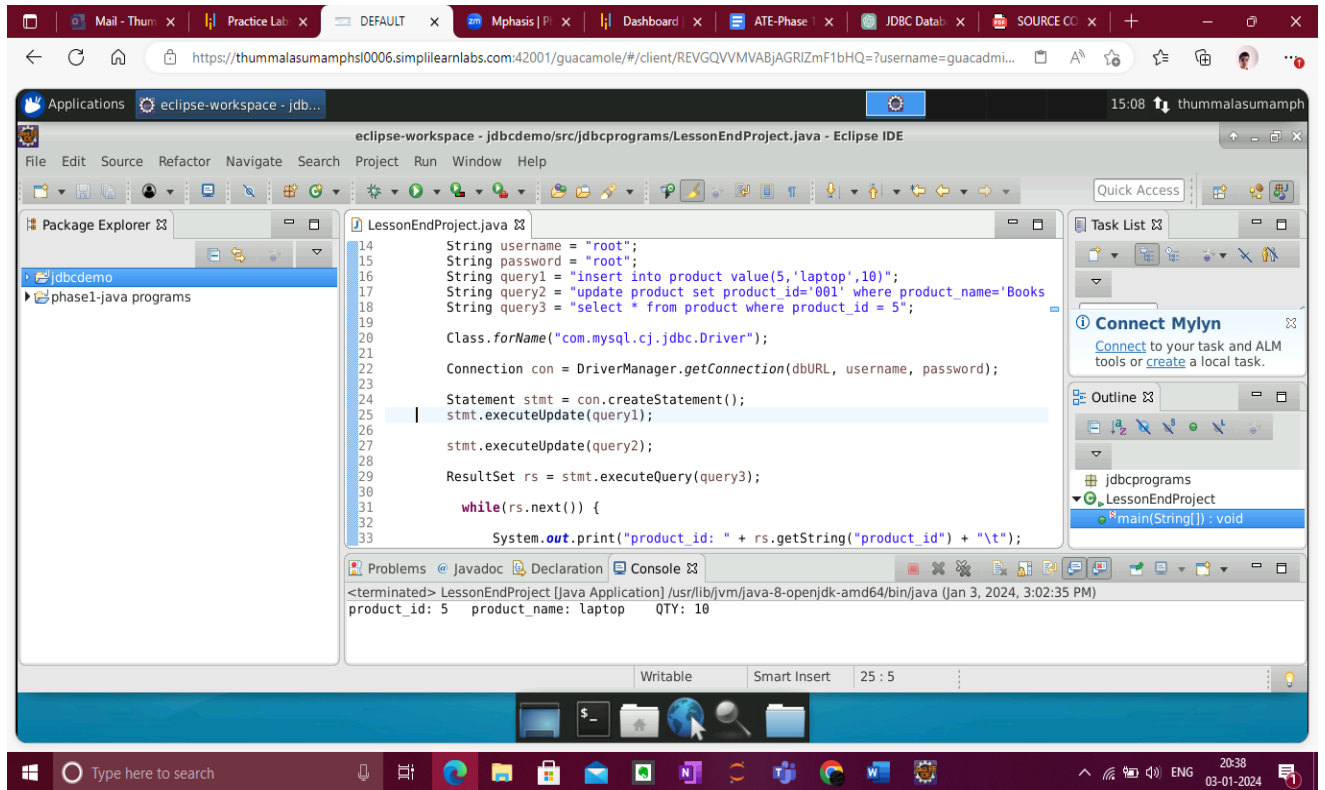 Mail - Thum
Practice Lab
DEFAULT
zm Mphasis | Pl
Dashboard |
ATE-Phase 1
JDBC Datab
SOURCE CO
https://thummalasumamphsl0006.simplilearnlabs.com:42001/guacamole/#/client/REVGQVVMVABjAGRlZmF1bHQ=?username=guacadmi...
Applications
eclipse-workspace - jdb...
15:08
thummalasumamph
eclipse-workspace - jdbcdemo/src/jdbcprograms/LessonEndProject.java - Eclipse IDE
File Edit Source Refactor Navigate Search Project Run Window Help
Quick Access
Package Explorer
jdbcdemo
phase1-java programs
LessonEndProject.java
14 String username = "root";
15 String password = "root";
16 String query1 = "insert into product value(5,'laptop',10)";
17 String query2 = "update product set product_id='001' where product_name='Books
18 String query3 = "select * from product where product_id = 5";
19
20 Class.forName("com.mysql.cj.jdbc.Driver");
21
22 Connection con = DriverManager.getConnection(dbURL, username, password);
23
24 Statement stmt = con.createStatement();
25 stmt.executeUpdate(query1);
26
27 stmt.executeUpdate(query2);
28
29 ResultSet rs = stmt.executeQuery(query3);
30
31 while(rs.next()) {
32
33 System.out.print("product_id: " + rs.getString("product_id") + "\t");
Task List
Connect Mylyn
Connect to your task and ALM
tools or create a local task.
Outline
jdbcprograms
LessonEndProject
main(String[]) : void
Problems @ Javadoc Declaration Console
<terminated> LessonEndProject [Java Application] /usr/lib/jvm/java-8-openjdk-amd64/bin/java (Jan 3, 2024, 3:02:35 PM)
product_id: 5 product_name: laptop QTY: 10
Writable
Smart Insert
25 : 5
Type here to search
ENG
20:38
03-01-2024